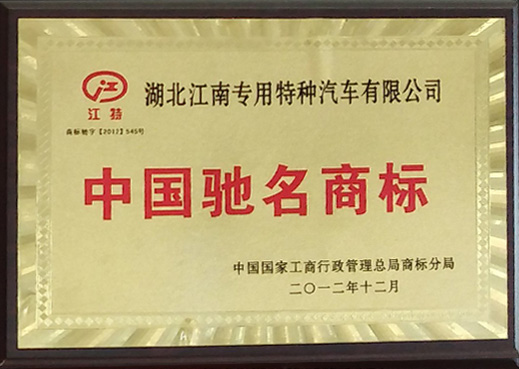 湖北江南专用特种汽车有限公司
江特
商标驰字【2012】545号
中国驰名商标
中国国家工商行政管理总局商标分局
二〇一二年十二月